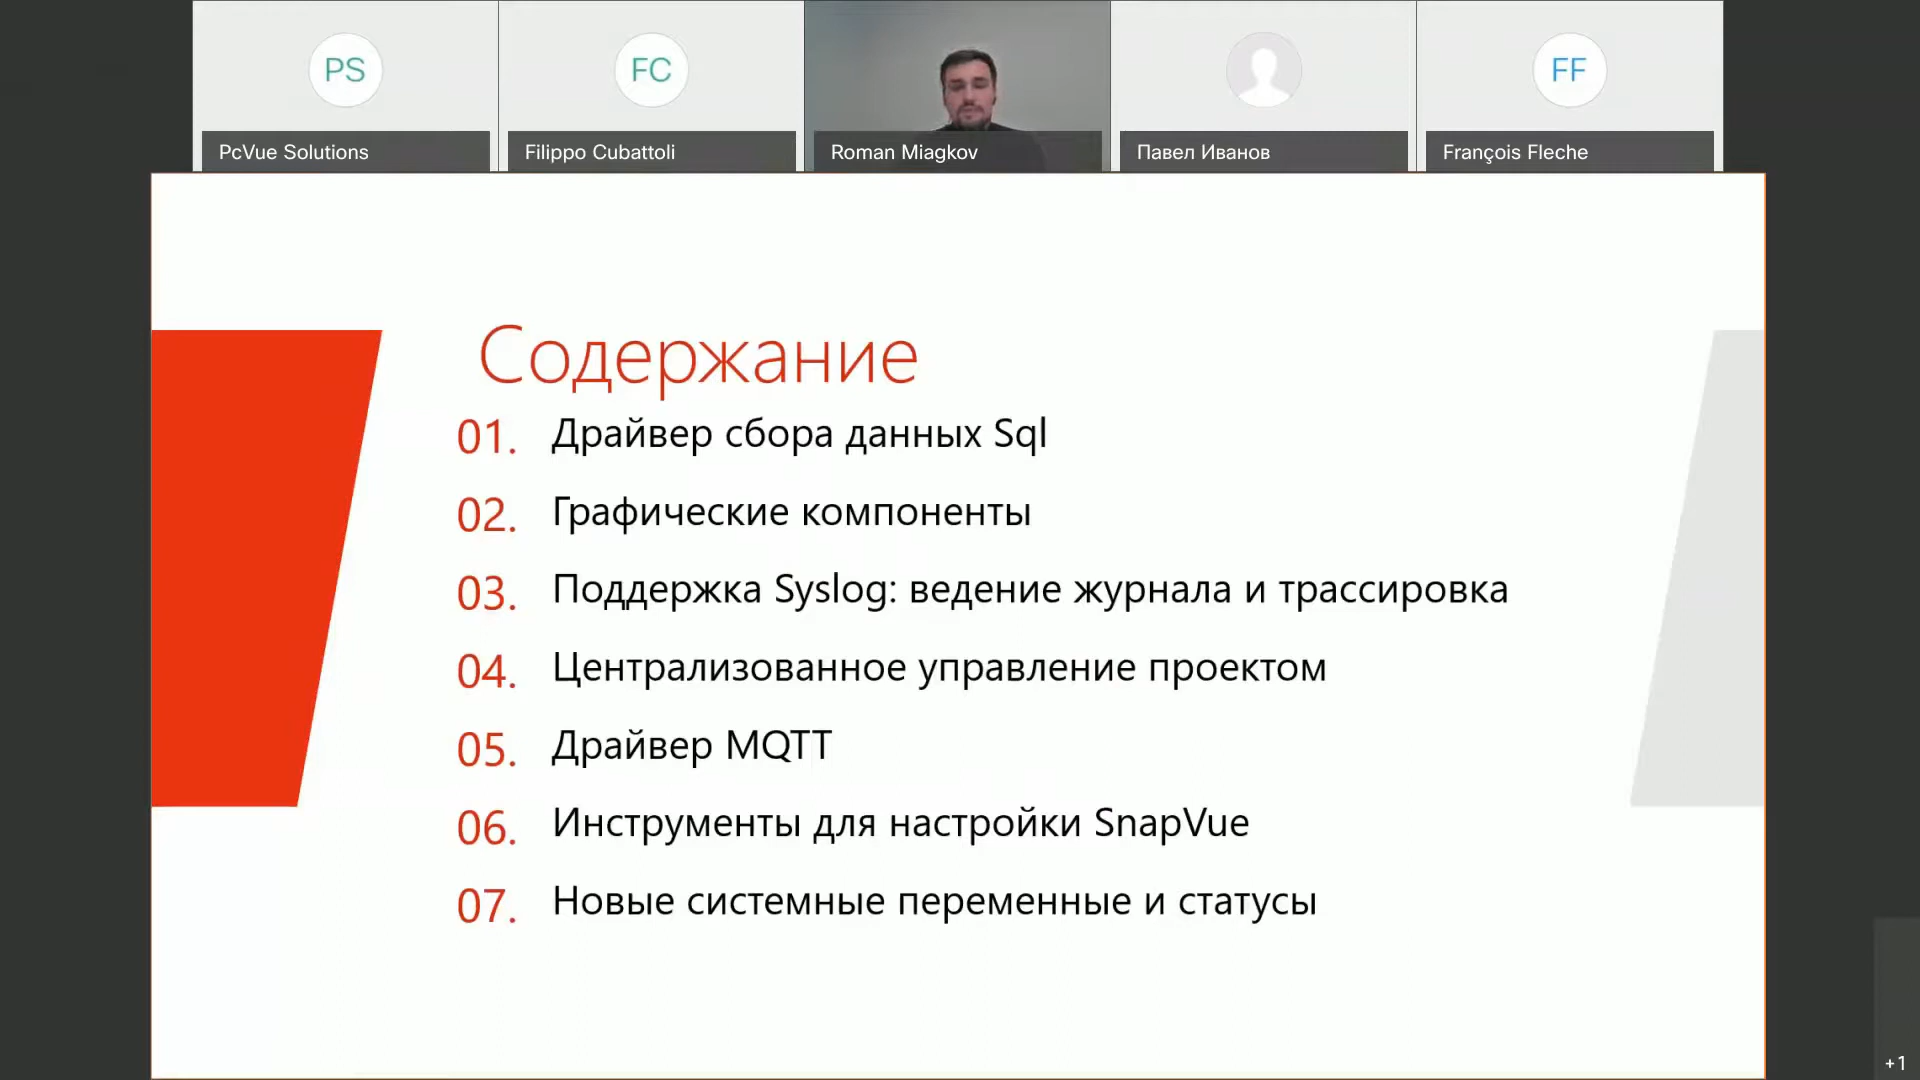 PS
FC
FF
PcVue Solutions
Filippo Cubattoli
Roman Miagkov
Павел Иванов
François Fleche
Содержание
01. Драйвер сбора данных Sql
02. Графические компоненты
03. Поддержка Syslog: ведение журнала и трассировка
04. Централизованное управление проектом
05. Драйвер MQTT
06. Инструменты для настройки SnapVue
07. Новые системные переменные и статусы
+1